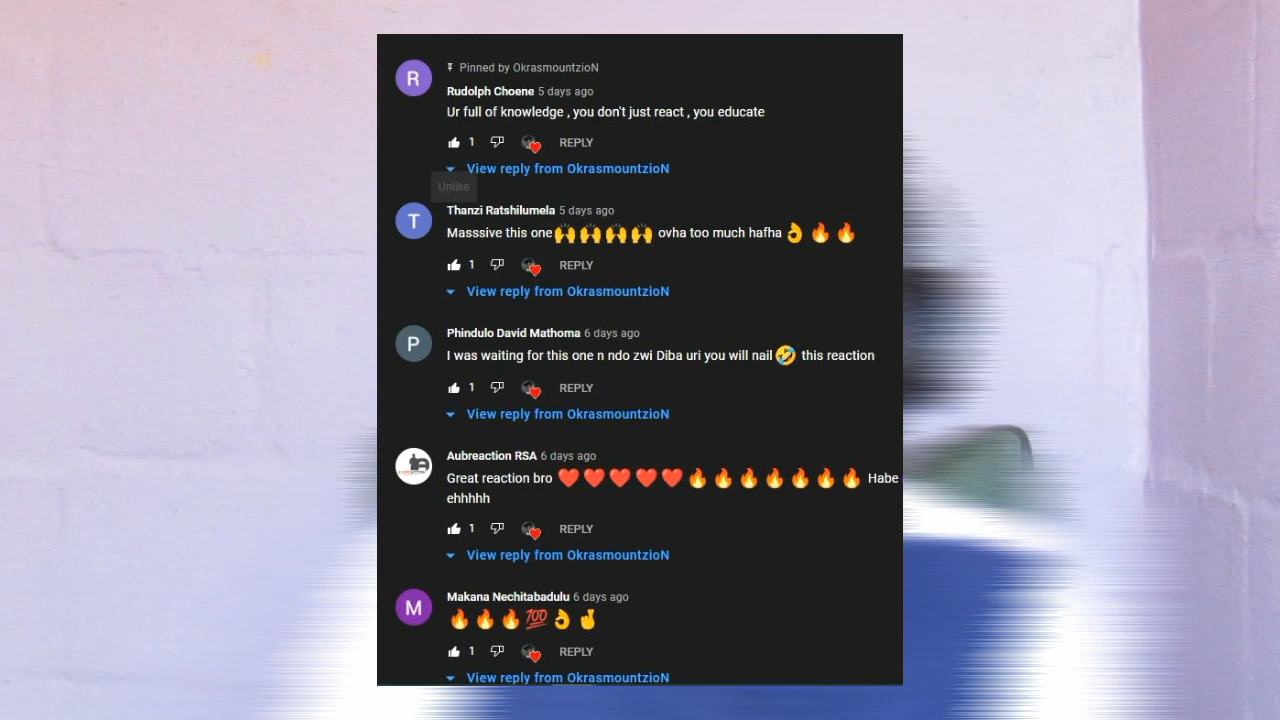 R
Pinned by OkrasmountzioN
Rudolph Choene 5 days ago
Ur full of knowledge , you don't just react , you educate
1 REPLY
View reply from OkrasmountzioN
Unlike
T
Thanzi Ratshilumela 5 days ago
Masssive this one🙌🙌🙌🙌 ovha too much hafha👌🔥🔥
1 REPLY
View reply from OkrasmountzioN
P
Phindulo David Mathoma 6 days ago
I was waiting for this one n ndo zwi Diba uri you will nail🤣 this reaction
1 REPLY
View reply from OkrasmountzioN
Aubreaction RSA 6 days ago
Great reaction bro ❤️❤️❤️❤️❤️🔥🔥🔥🔥🔥🔥🔥 Habe
ehhhhh
1 REPLY
View reply from OkrasmountzioN
M
Makana Nechitabadulu 6 days ago
🔥🔥🔥💯👌🤞
1 REPLY
View reply from OkrasmountzioN